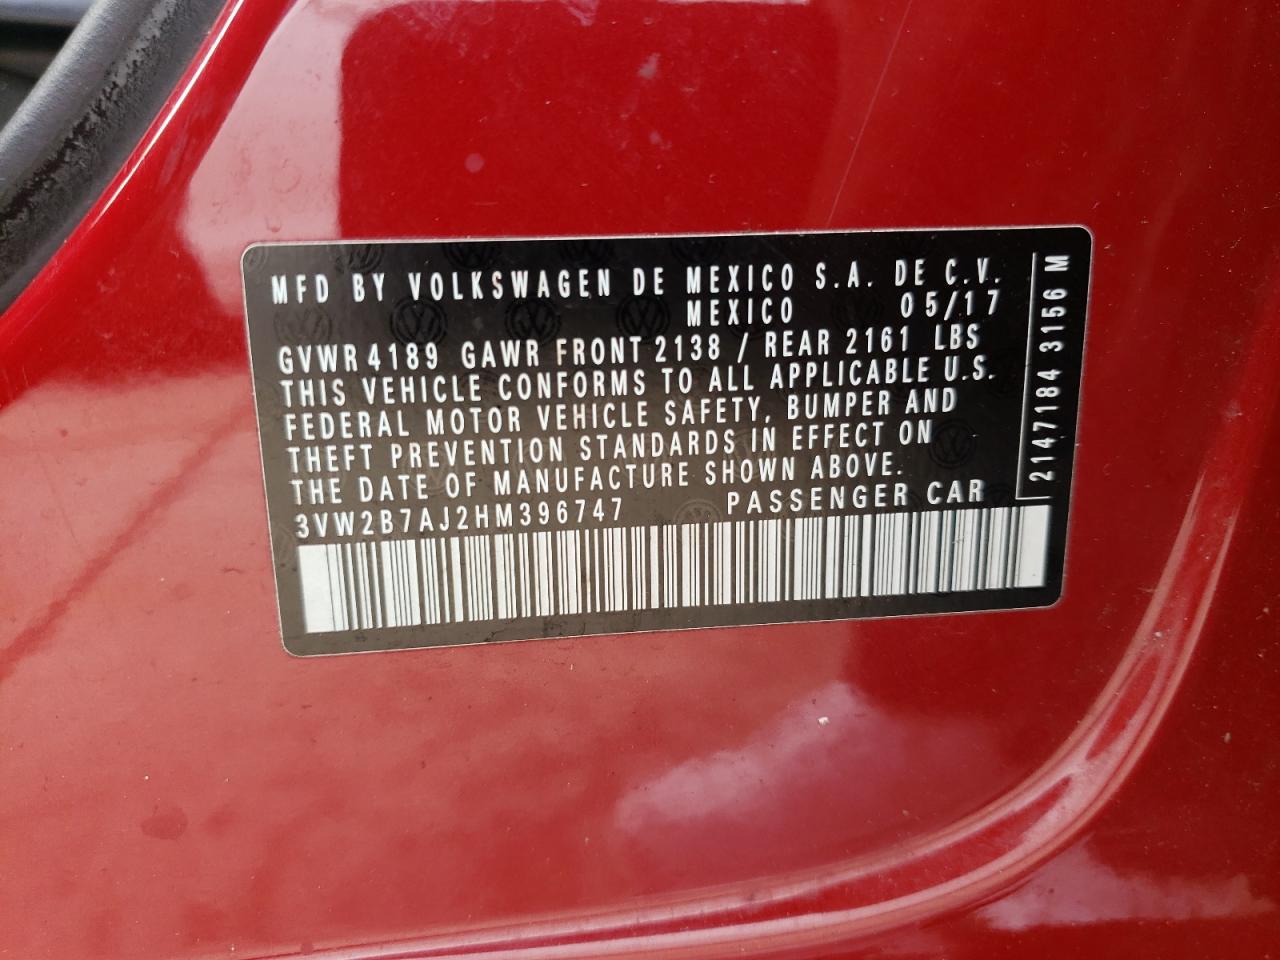 MFD BY VOLKSWAGEN DE MEXICO S.A. DE C.V.
MEXICO 05/17
GVWR 4189 GAWR FRONT 2138 / REAR 2161 LBS
THIS VEHICLE CONFORMS TO ALL APPLICABLE U.S.
FEDERAL MOTOR VEHICLE SAFETY, BUMPER AND
THEFT PREVENTION STANDARDS IN EFFECT ON
THE DATE OF MANUFACTURE SHOWN ABOVE.
3VW2B7AJ2HM396747 PASSENGER CAR
2147184 3156 M